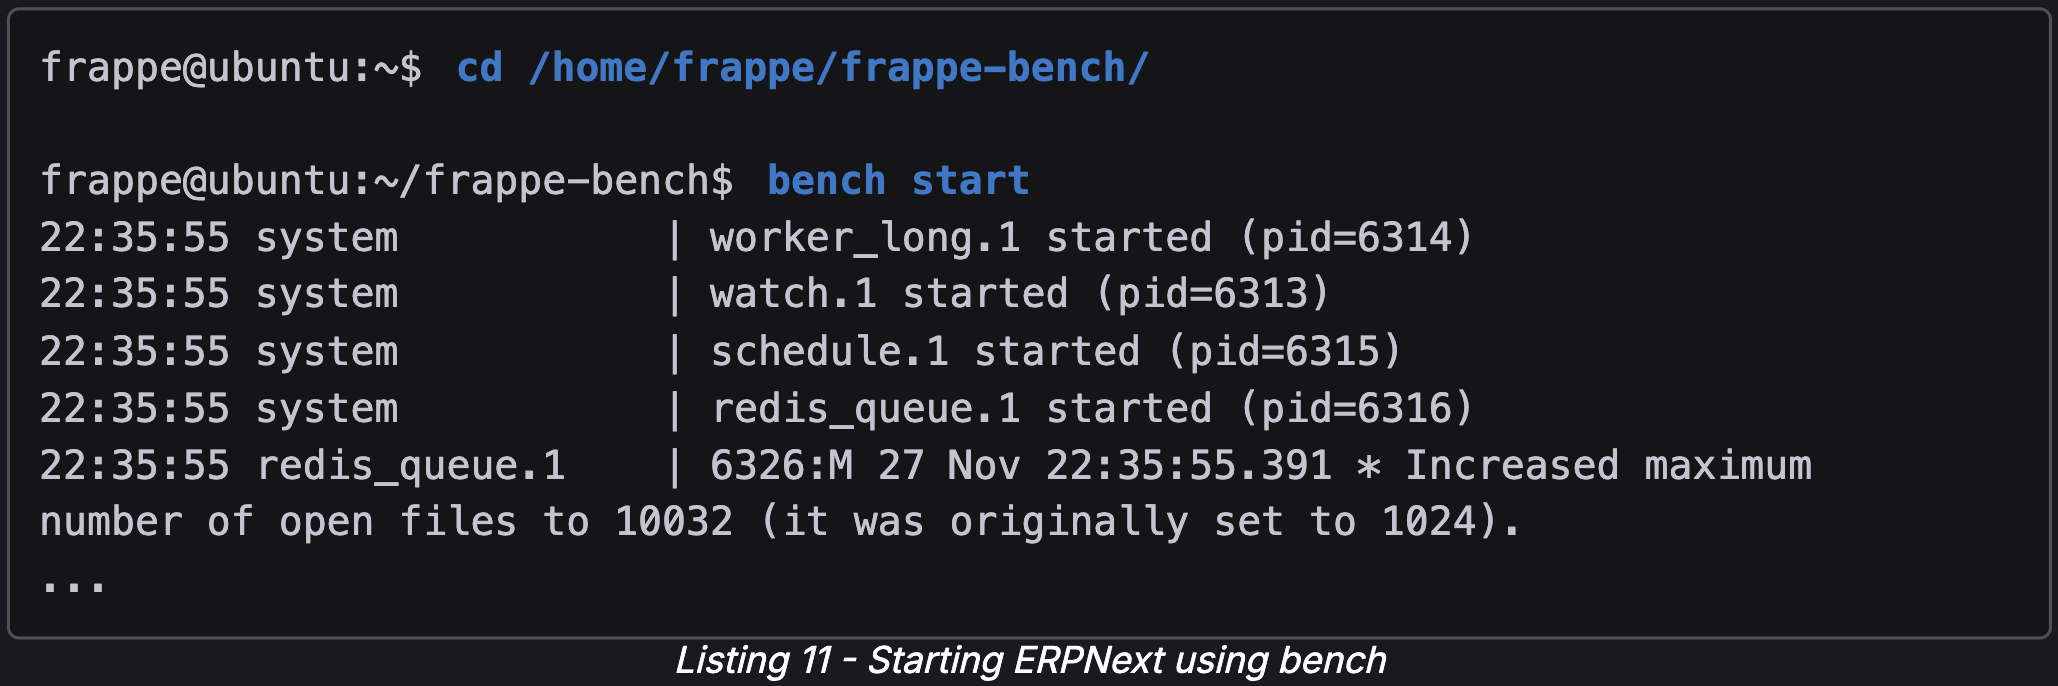 frappe@ubuntu:~$ cd /home/frappe/frappe-bench/
frappe@ubuntu:~/frappe-bench$ bench start
22:35:55 system           | worker_long.1 started (pid=6314)
22:35:55 system           | watch.1 started (pid=6313)
22:35:55 system           | schedule.1 started (pid=6315)
22:35:55 system           | redis_queue.1 started (pid=6316)
22:35:55 redis_queue.1    | 6326:M 27 Nov 22:35:55.391 * Increased maximum
number of open files to 10032 (it was originally set to 1024).
...
Listing 11 - Starting ERPNext using bench